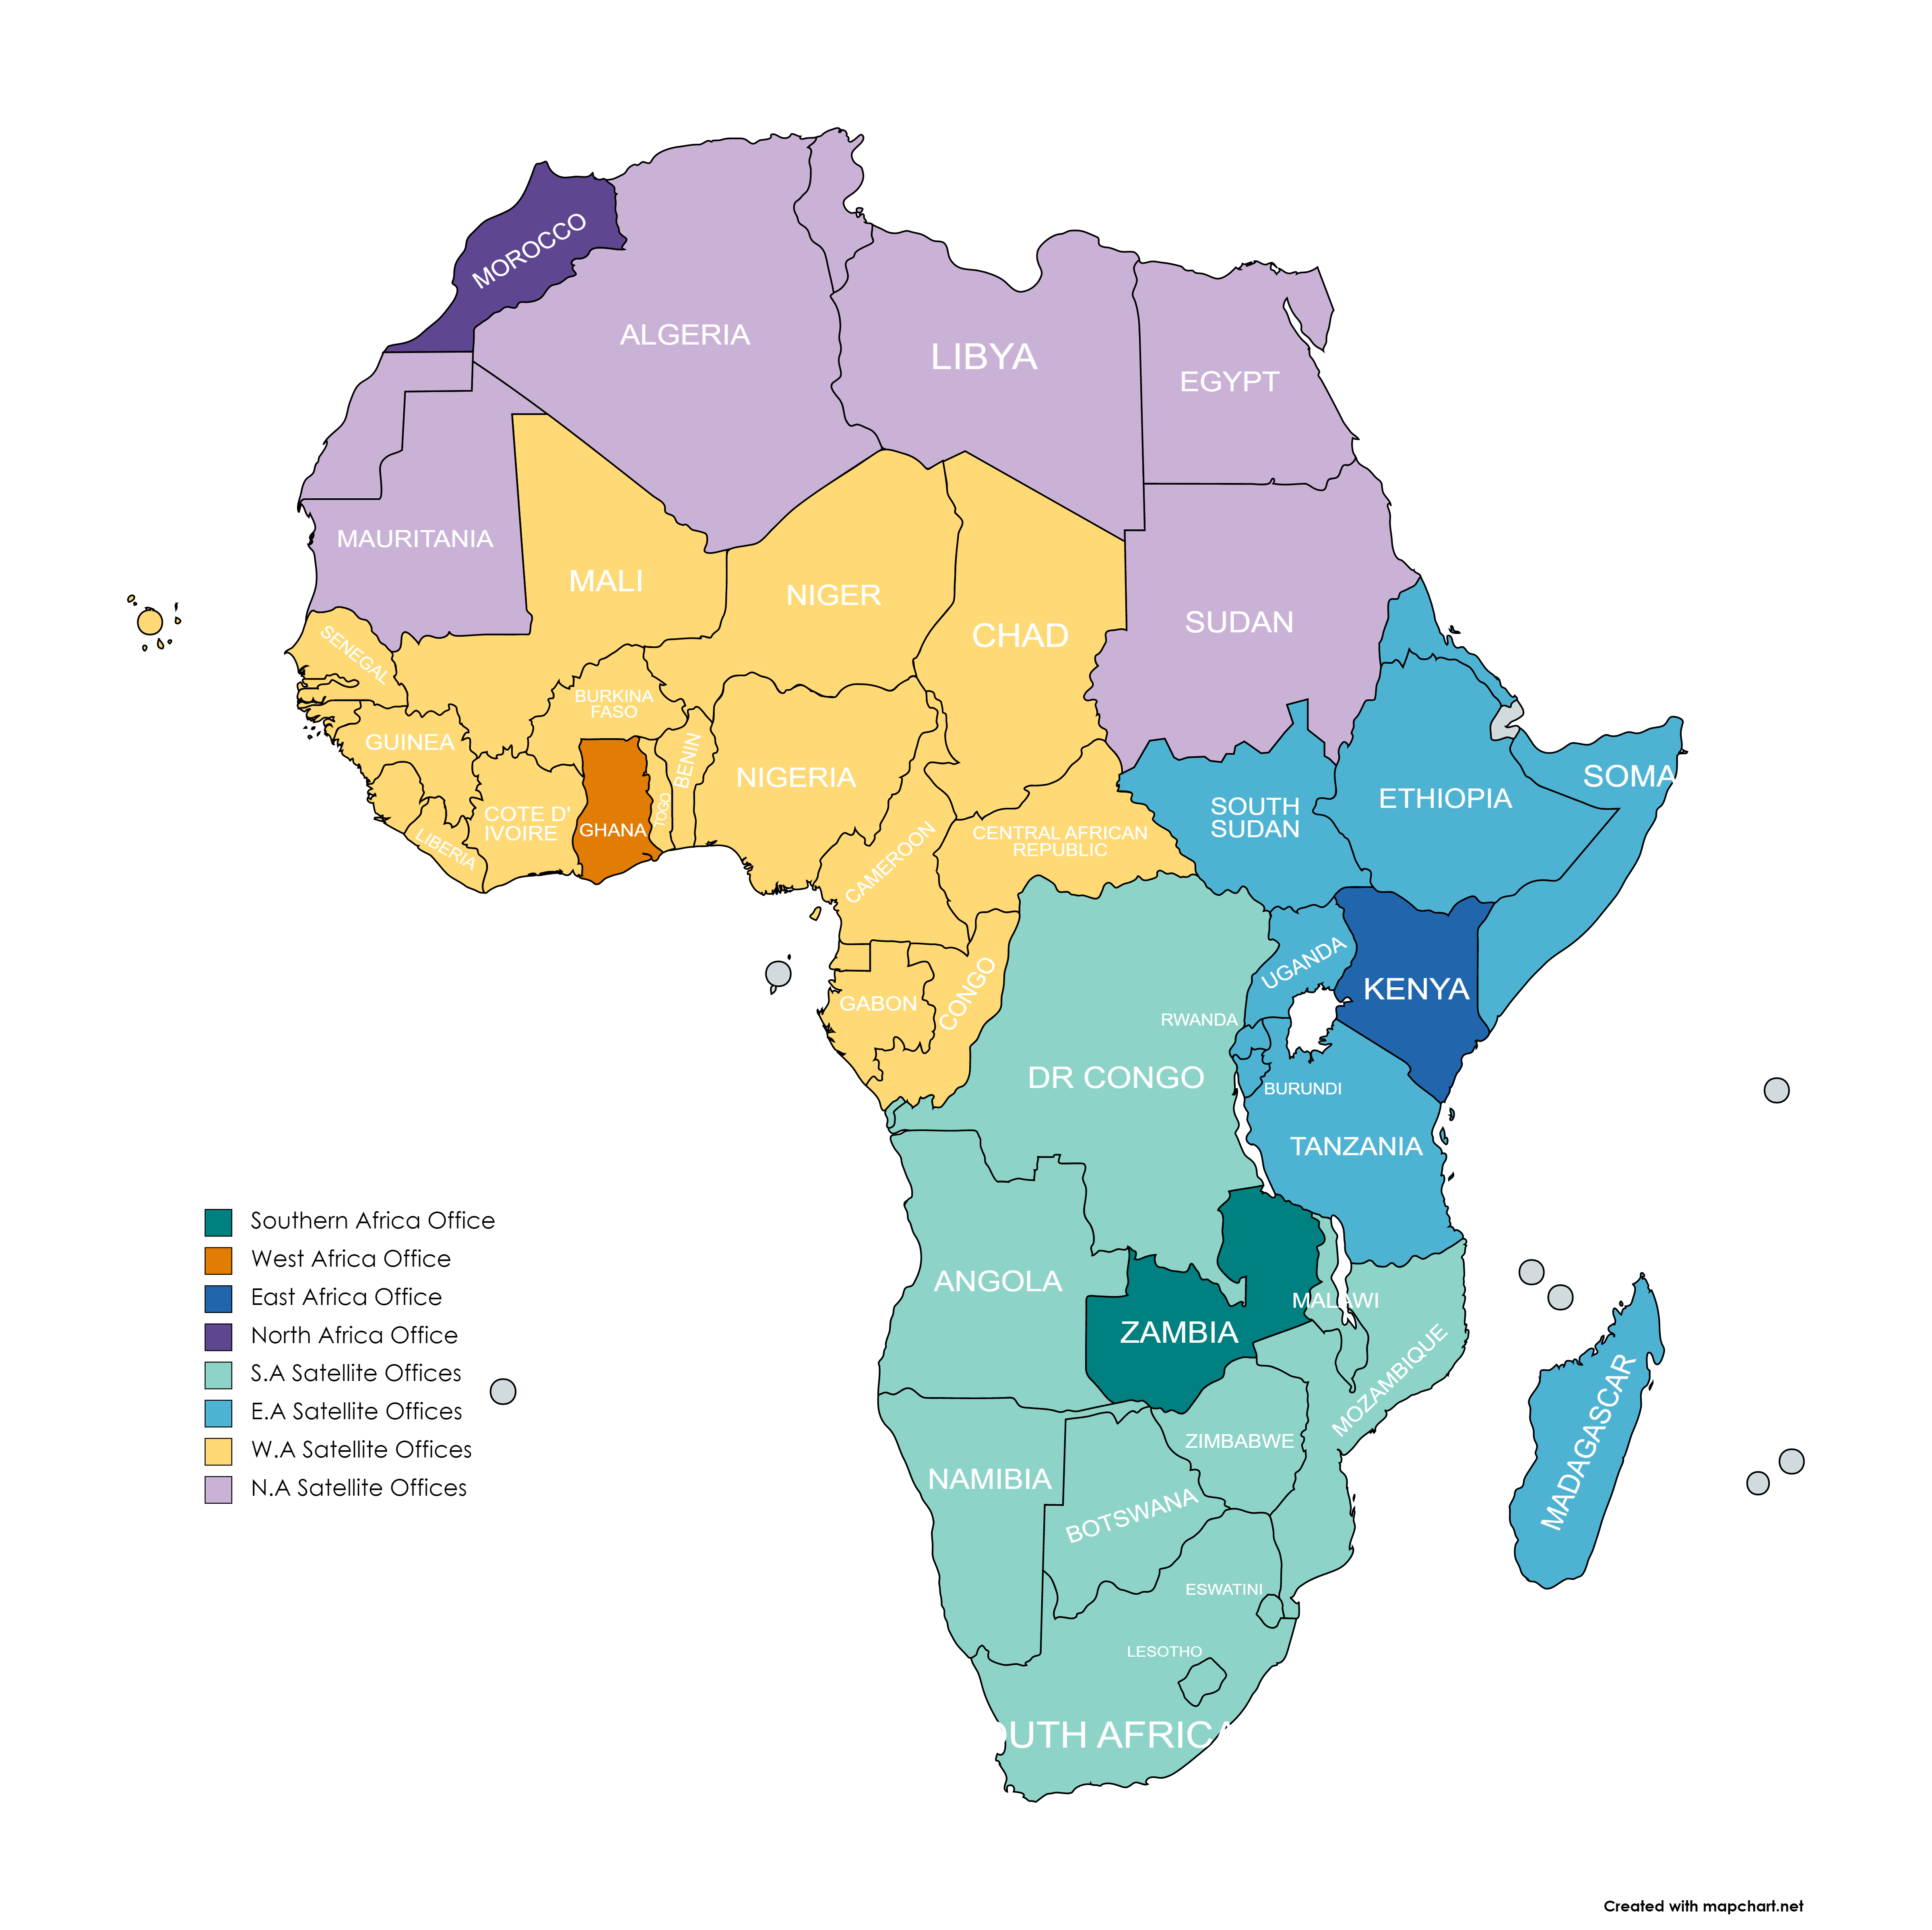 MOROCCO
ALGERIA
LIBYA
EGYPT
MAURITANIA
MALI
NIGER
CHAD
SUDAN
SENEGAL
BURKINA
FASO
GUINEA
BENIN
NIGERIA
SOMA
ETHIOPIA
SOUTH
SUDAN
COTE D'
IVOIRE
GHANA
TOGO
LIBERIA
CAMEROON
CENTRAL AFRICAN
REPUBLIC
UGANDA
KENYA
GABON
CONGO
RWANDA
DR CONGO
BURUNDI
TANZANIA
ANGOLA
ZAMBIA
MALAWI
MOZAMBIQUE
MADAGASCAR
ZIMBABWE
NAMIBIA
BOTSWANA
ESWATINI
LESOTHO
OUTH AFRICA
Southern Africa Office
West Africa Office
East Africa Office
North Africa Office
S.A Satellite Offices
E.A Satellite Offices
W.A Satellite Offices
N.A Satellite Offices
Created with mapchart.net